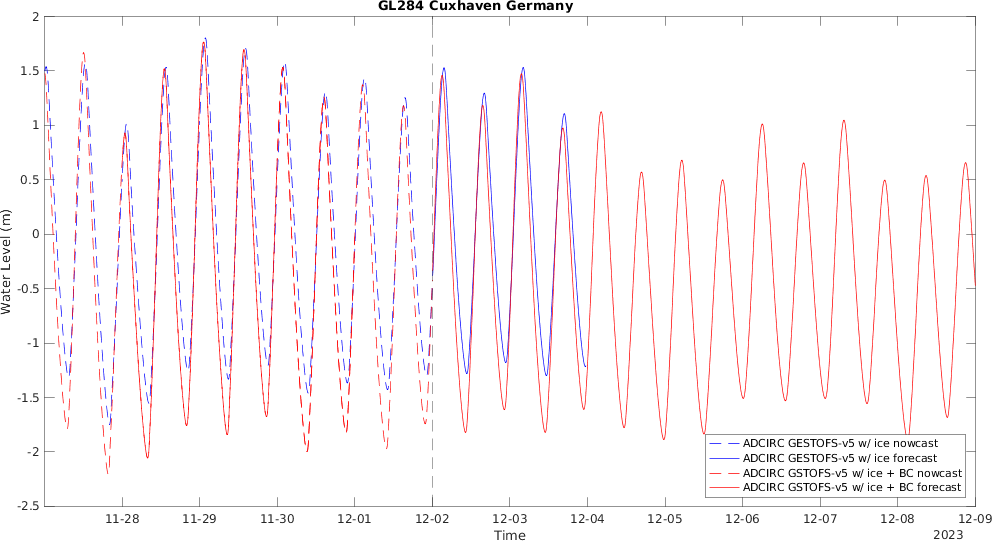 GL284 Cuxhaven Germany
2
1.5
1
0.5
0
-0.5
-1
-1.5
-2
-2.5
Water Level (m)
ADCIRC GESTOFS-v5 w/ ice nowcast
ADCIRC GESTOFS-v5 w/ ice forecast
ADCIRC GSTOFS-v5 w/ ice + BC nowcast
ADCIRC GSTOFS-v5 w/ ice + BC forecast
11-28 11-29 11-30 12-01 12-02 12-03 12-04 12-05 12-06 12-07 12-08 12-09
Time
2023